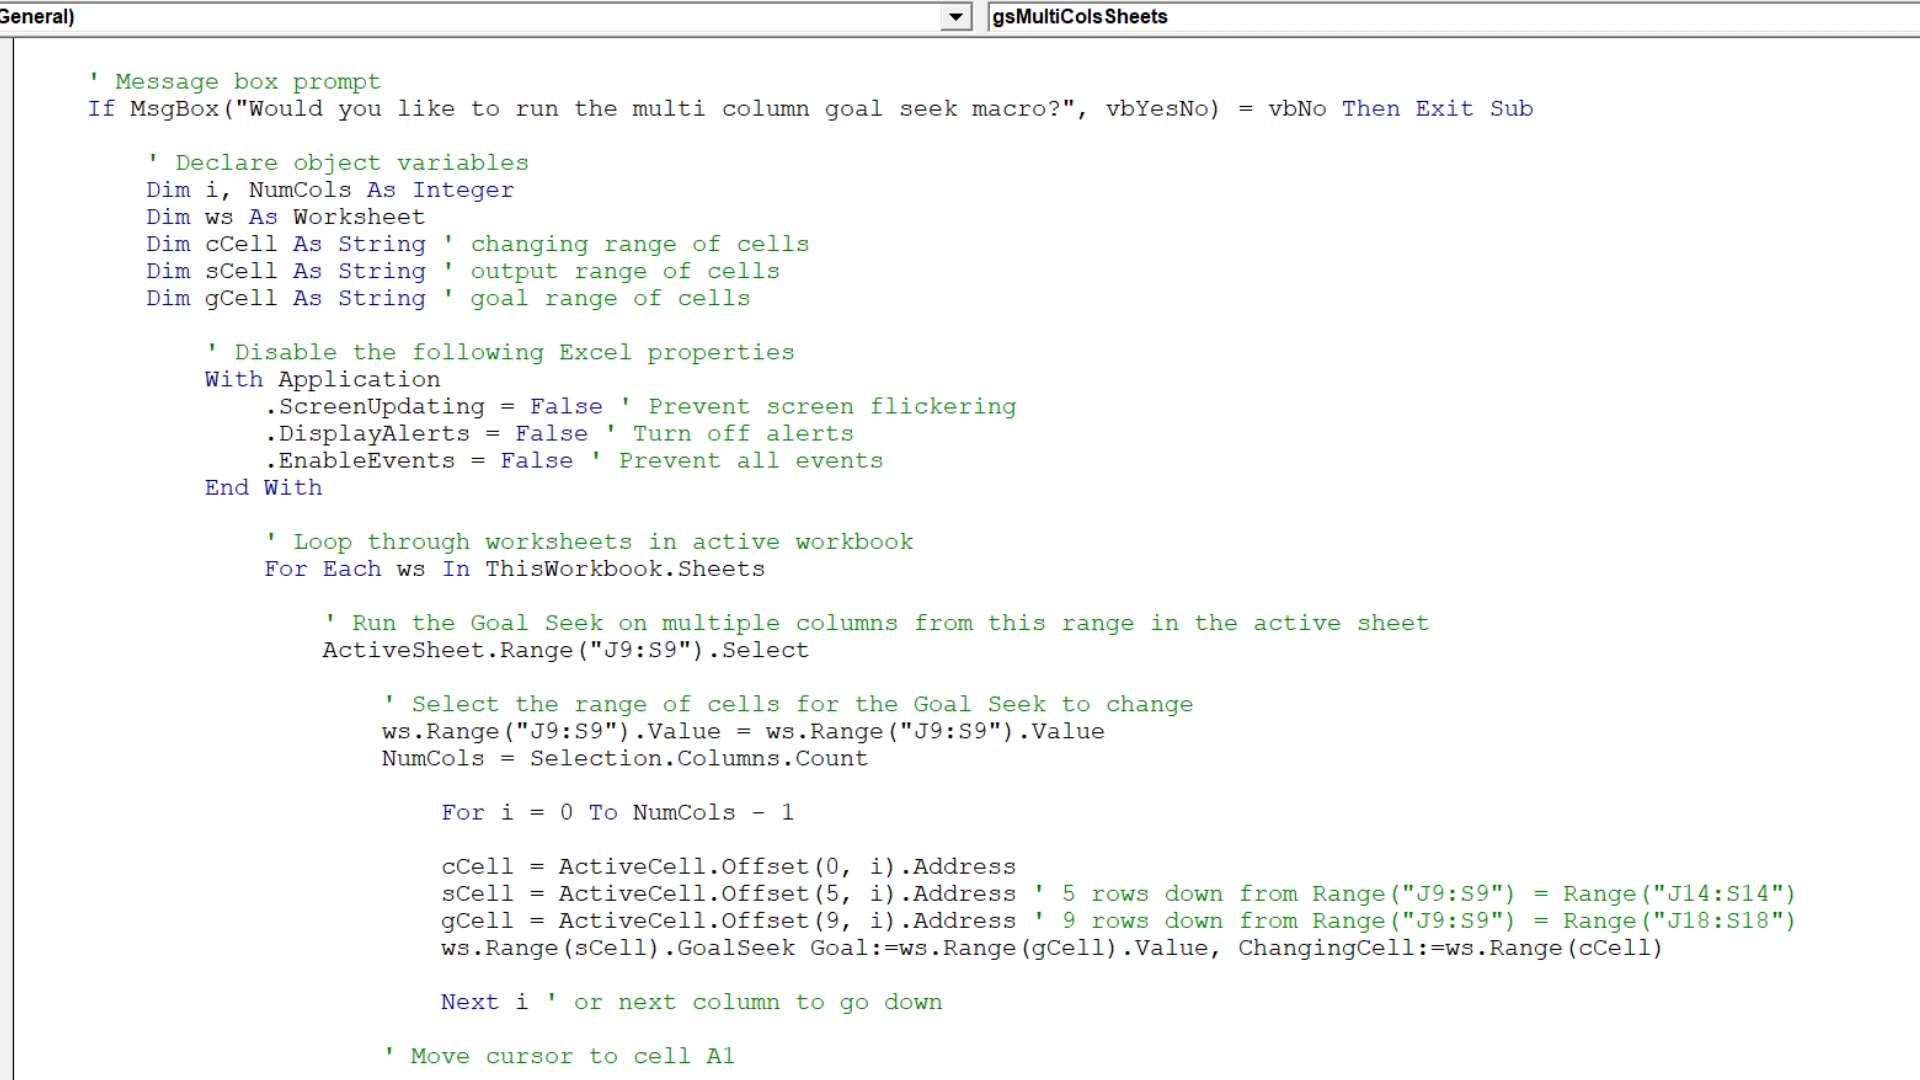 General)
gsMultiColsSheets
' Message box prompt
If MsgBox("Would you like to run the multi column goal seek macro?", vbYesNo) = vbNo Then Exit Sub
' Declare object variables
Dim i, NumCols As Integer
Dim ws As Worksheet
Dim cCell As String ' changing range of cells
Dim sCell As String ' output range of cells
Dim gCell As String ' goal range of cells
' Disable the following Excel properties
With Application
.ScreenUpdating = False ' Prevent screen flickering
.DisplayAlerts = False ' Turn off alerts
.EnableEvents = False ' Prevent all events
End With
' Loop through worksheets in active workbook
For Each ws In ThisWorkbook.Sheets
' Run the Goal Seek on multiple columns from this range in the active sheet
ActiveSheet.Range("J9:S9").Select
' Select the range of cells for the Goal Seek to change
ws.Range("J9:S9").Value = ws.Range("J9:S9").Value
NumCols = Selection.Columns.Count
For i = 0 To NumCols - 1
cCell = ActiveCell.Offset(0, i).Address
sCell = ActiveCell.Offset(5, i).Address ' 5 rows down from Range("J9:S9") = Range("J14:S14")
gCell = ActiveCell.Offset(9, i).Address ' 9 rows down from Range("J9:S9") = Range("J18:S18")
ws.Range(sCell).GoalSeek Goal:=ws.Range(gCell).Value, ChangingCell:=ws.Range(cCell)
Next i ' or next column to go down
' Move cursor to cell A1